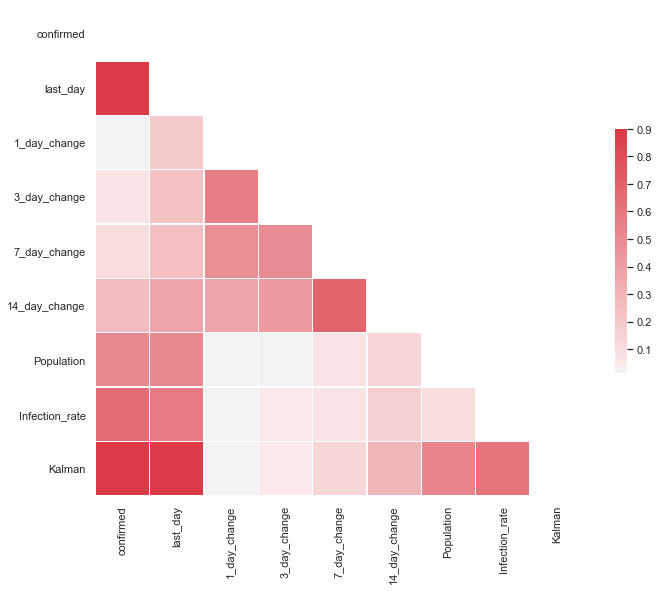 confirmed
last_day
1_day_change
3_day_change
7_day_change
14_day_change
Population
Infection_rate
Kalman
confirmed
last_day
1_day_change
3_day_change
7_day_change
14_day_change
Population
Infection_rate
Kalman
0.9
0.8
0.7
0.6
0.5
0.4
0.3
0.2
0.1